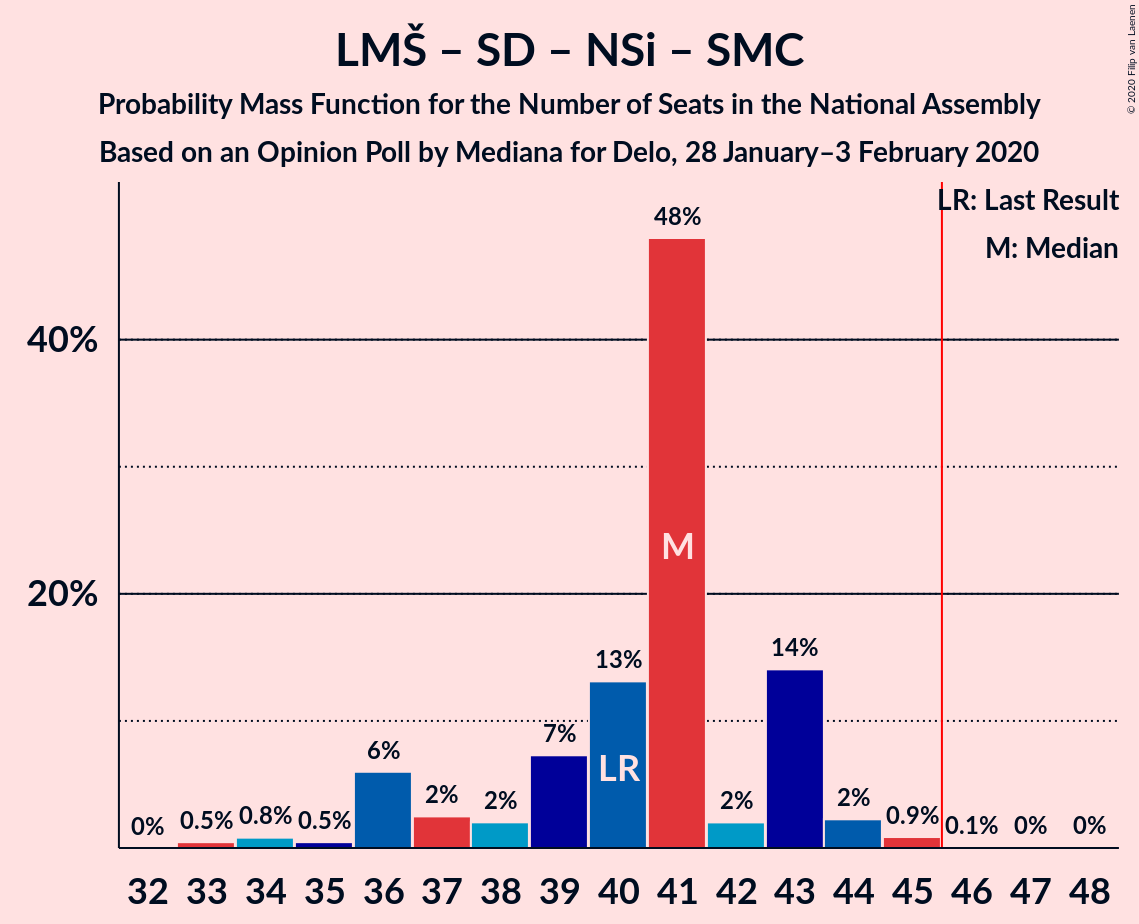 LMŠ – SD – NSi – SMC
Probability Mass Function for the Number of Seats in the National Assembly
Based on an Opinion Poll by Mediana for Delo, 28 January–3 February 2020
© 2020 Filip van Laenen
LR: Last Result
M: Median
40%
20%
0% 0.5% 0.8% 0.5% 6% 2% 2% 7% 13% 48% 2% 14% 2% 0.9% 0.1% 0% 0%
LR M
32 33 34 35 36 37 38 39 40 41 42 43 44 45 46 47 48